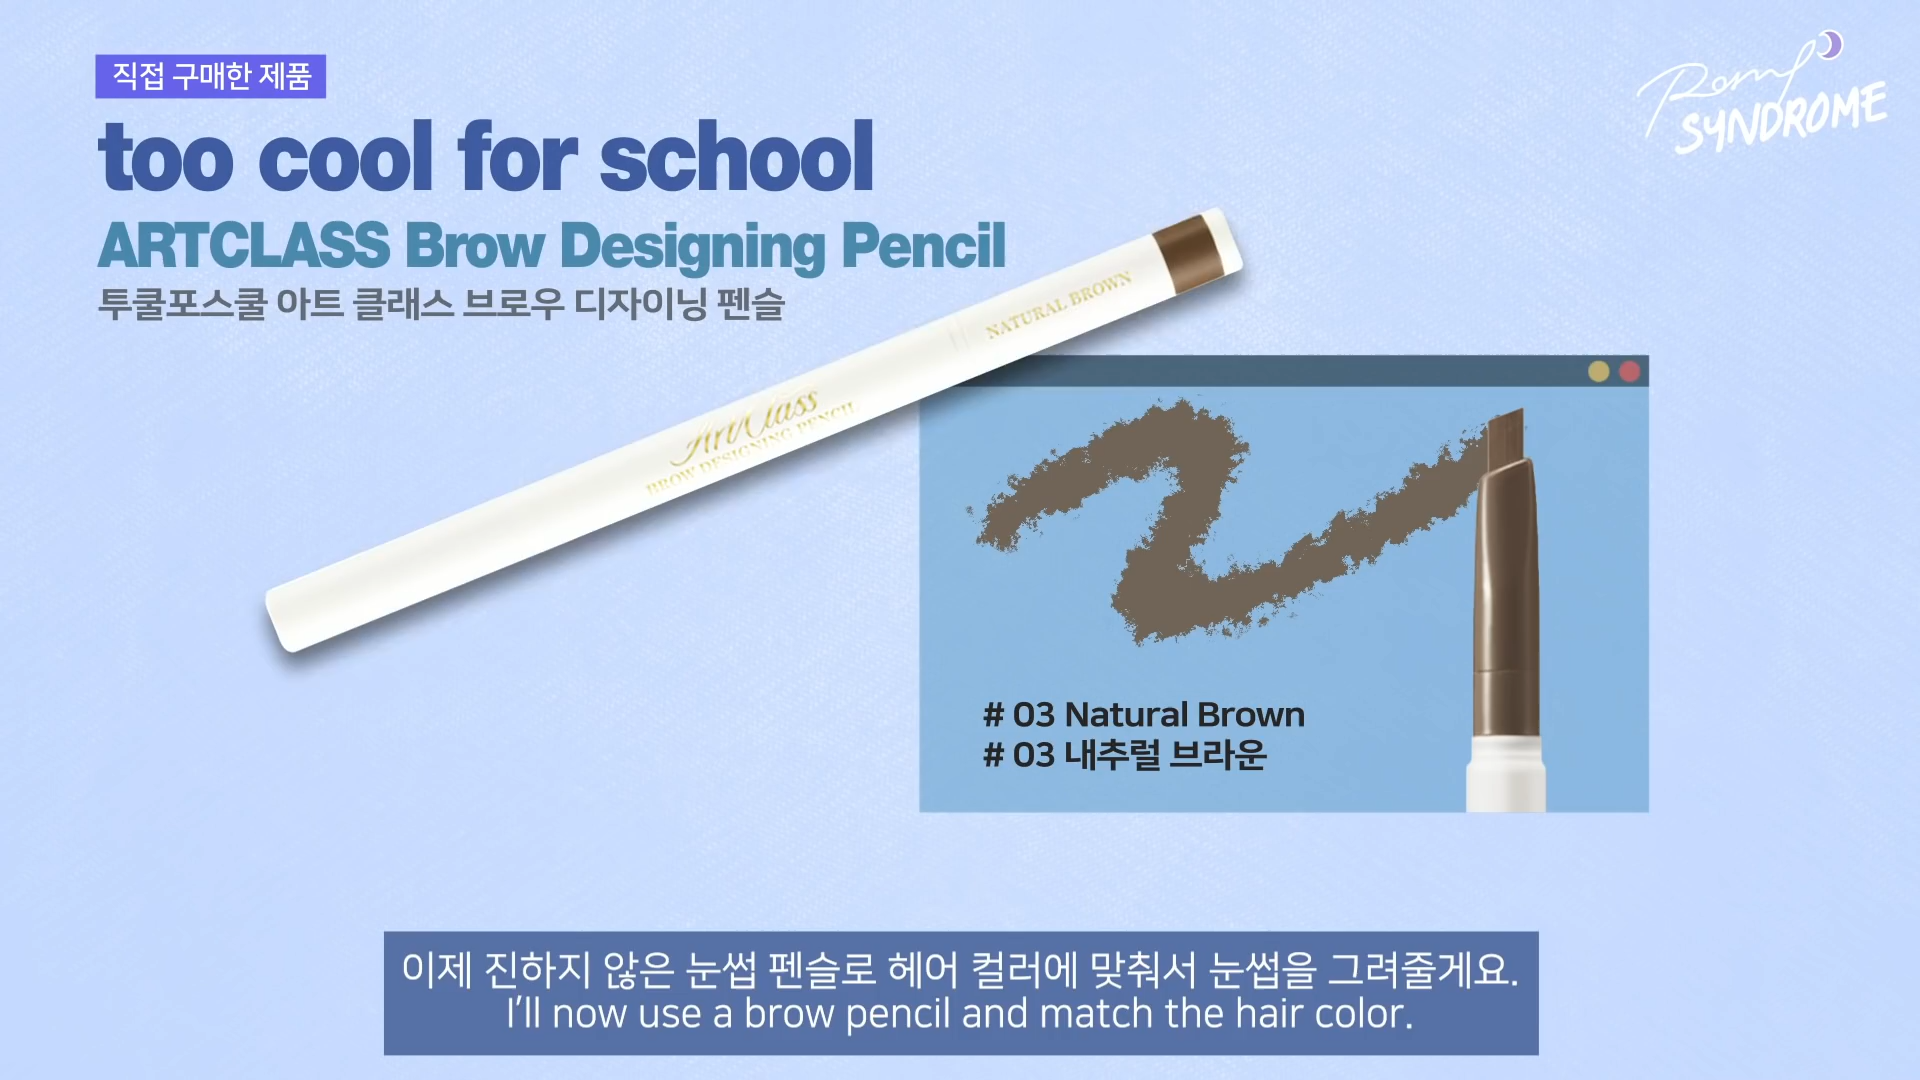 직접 구매한 제품
too cool for school
ARTCLASS Brow Designing Pencil
투쿨포스쿨 아트 클래스 브로우 디자이닝 펜슬
SYNDROME
NATURAL BROWN
ArtClass
BROW DESIGNING PENCIL
# 03 Natural Brown
# 03 내추럴 브라운
이제 진하지 않은 눈썹 펜슬로 헤어 컬러에 맞춰서 눈썹을 그려줄게요.
I'll now use a brow pencil and match the hair color.